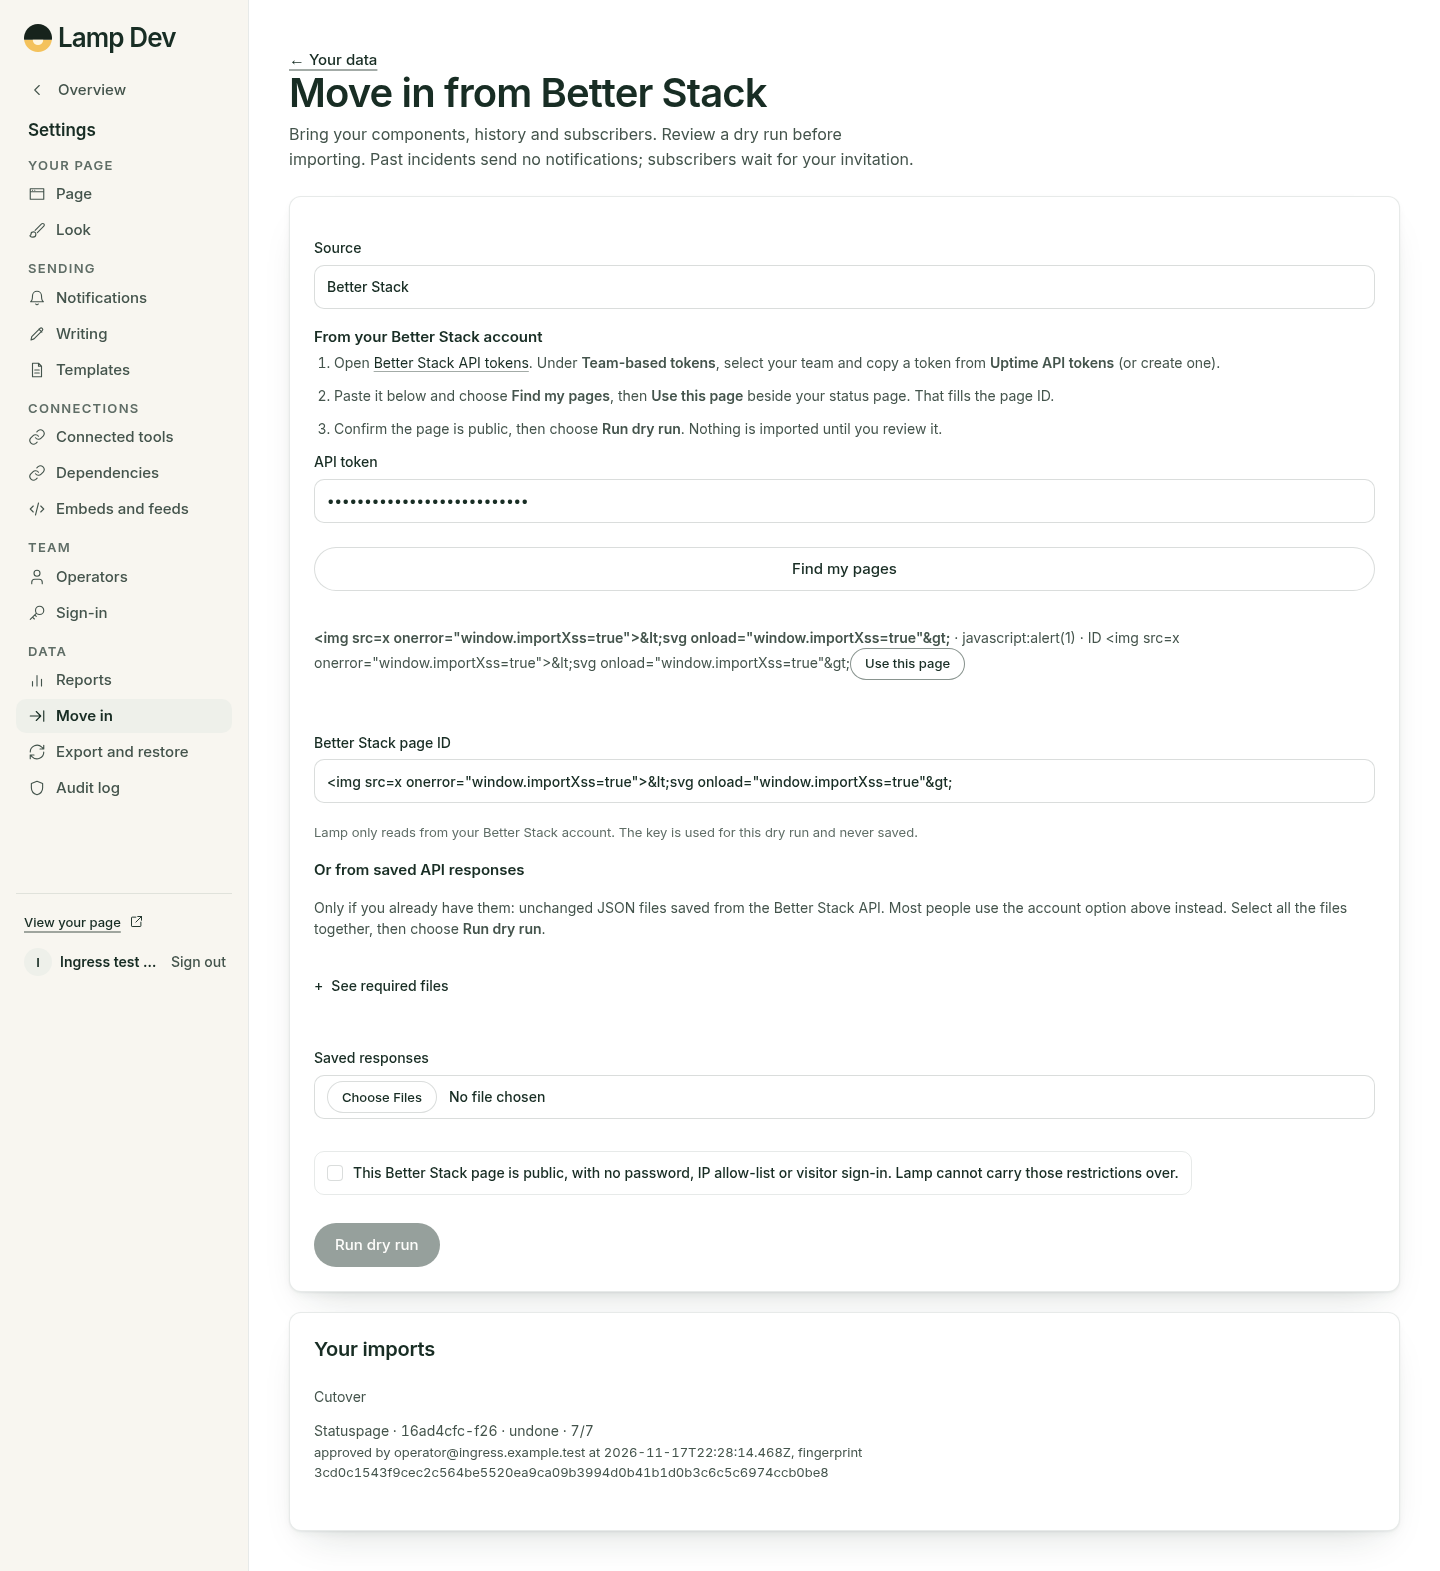 Lamp Dev
Overview
Settings
YOUR PAGE
Page
Look
SENDING
Notifications
Writing
Templates
CONNECTIONS
Connected tools
Dependencies
Embeds and feeds
TEAM
Operators
Sign-in
DATA
Reports
Move in
Export and restore
Audit log
View your page
I Ingress test ... Sign out
← Your data
Move in from Better Stack
Bring your components, history and subscribers. Review a dry run before
importing. Past incidents send no notifications; subscribers wait for your invitation.
Source
Better Stack
From your Better Stack account
1. Open Better Stack API tokens. Under Team-based tokens, select your team and copy a token from Uptime API tokens (or create one).
2. Paste it below and choose Find my pages, then Use this page beside your status page. That fills the page ID.
3. Confirm the page is public, then choose Run dry run. Nothing is imported until you review it.
API token
•••••••••••••••••••••••••••
Find my pages
<img src=x onerror="window.importXss=true">&lt;svg onload="window.importXss=true"&gt; · javascript:alert(1) · ID <img src=x
onerror="window.importXss=true">&lt;svg onload="window.importXss=true"&gt; Use this page
Better Stack page ID
<img src=x onerror="window.importXss=true">&lt;svg onload="window.importXss=true"&gt;
Lamp only reads from your Better Stack account. The key is used for this dry run and never saved.
Or from saved API responses
Only if you already have them: unchanged JSON files saved from the Better Stack API. Most people use the account option above instead. Select all the files
together, then choose Run dry run.
+ See required files
Saved responses
Choose Files No file chosen
This Better Stack page is public, with no password, IP allow-list or visitor sign-in. Lamp cannot carry those restrictions over.
Run dry run
Your imports
Cutover
Statuspage · 16ad4cfc-f26 · undone · 7/7
approved by operator@ingress.example.test at 2026-11-17T22:28:14.468Z, fingerprint
3cd0c1543f9cec2c564be5520ea9ca09b3994d0b41b1d0b3c6c5c6974ccb0be8